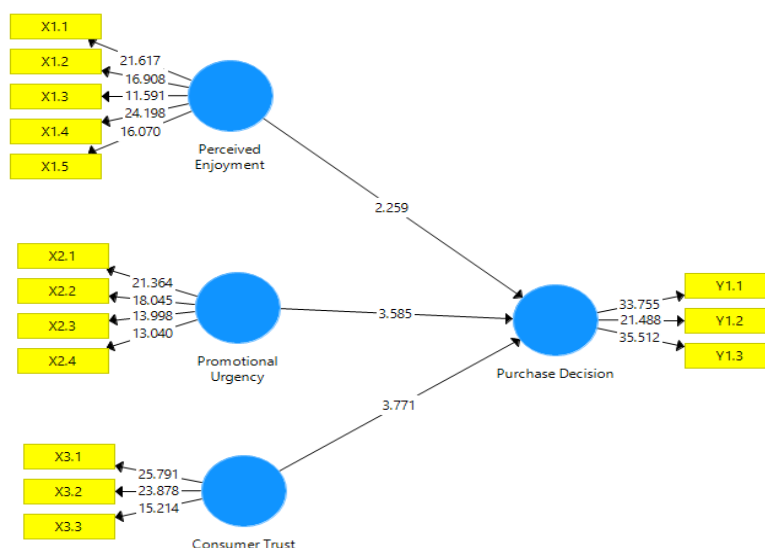 X1.1
X1.2
X1.3
X1.4
X1.5
21.617
16.908
11.591
24.198
16.070
Perceived
Enjoyment
2.259
X2.1
X2.2
X2.3
X2.4
21.364
18.045
13.998
13.040
Promotional
Urgency
3.585
Purchase Decision
33.755
21.488
35.512
Y1.1
Y1.2
Y1.3
3.771
X3.1
X3.2
X3.3
25.791
23.878
15.214
Consumer Trust